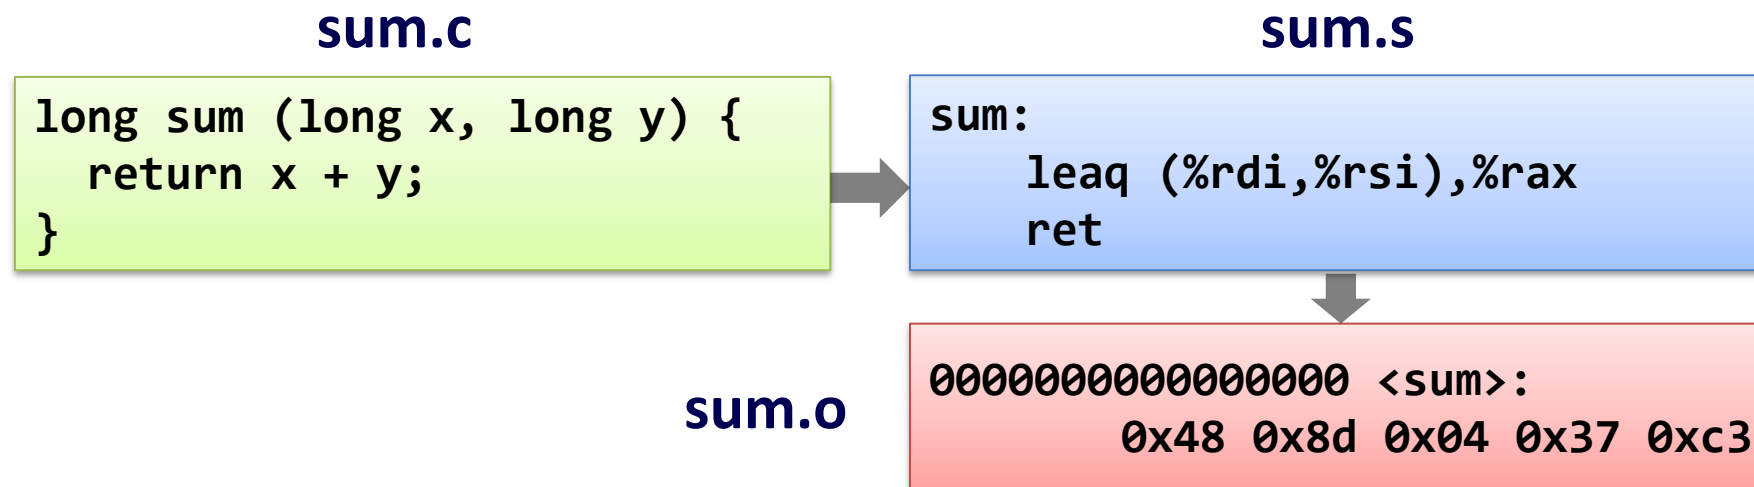 sum.c
long sum (long x, long y) {
  return x + y;
}
sum.s
sum:
    leaq (%rdi,%rsi),%rax
    ret
sum.o
0000000000000000 <sum>:
       0x48 0x8d 0x04 0x37 0xc3